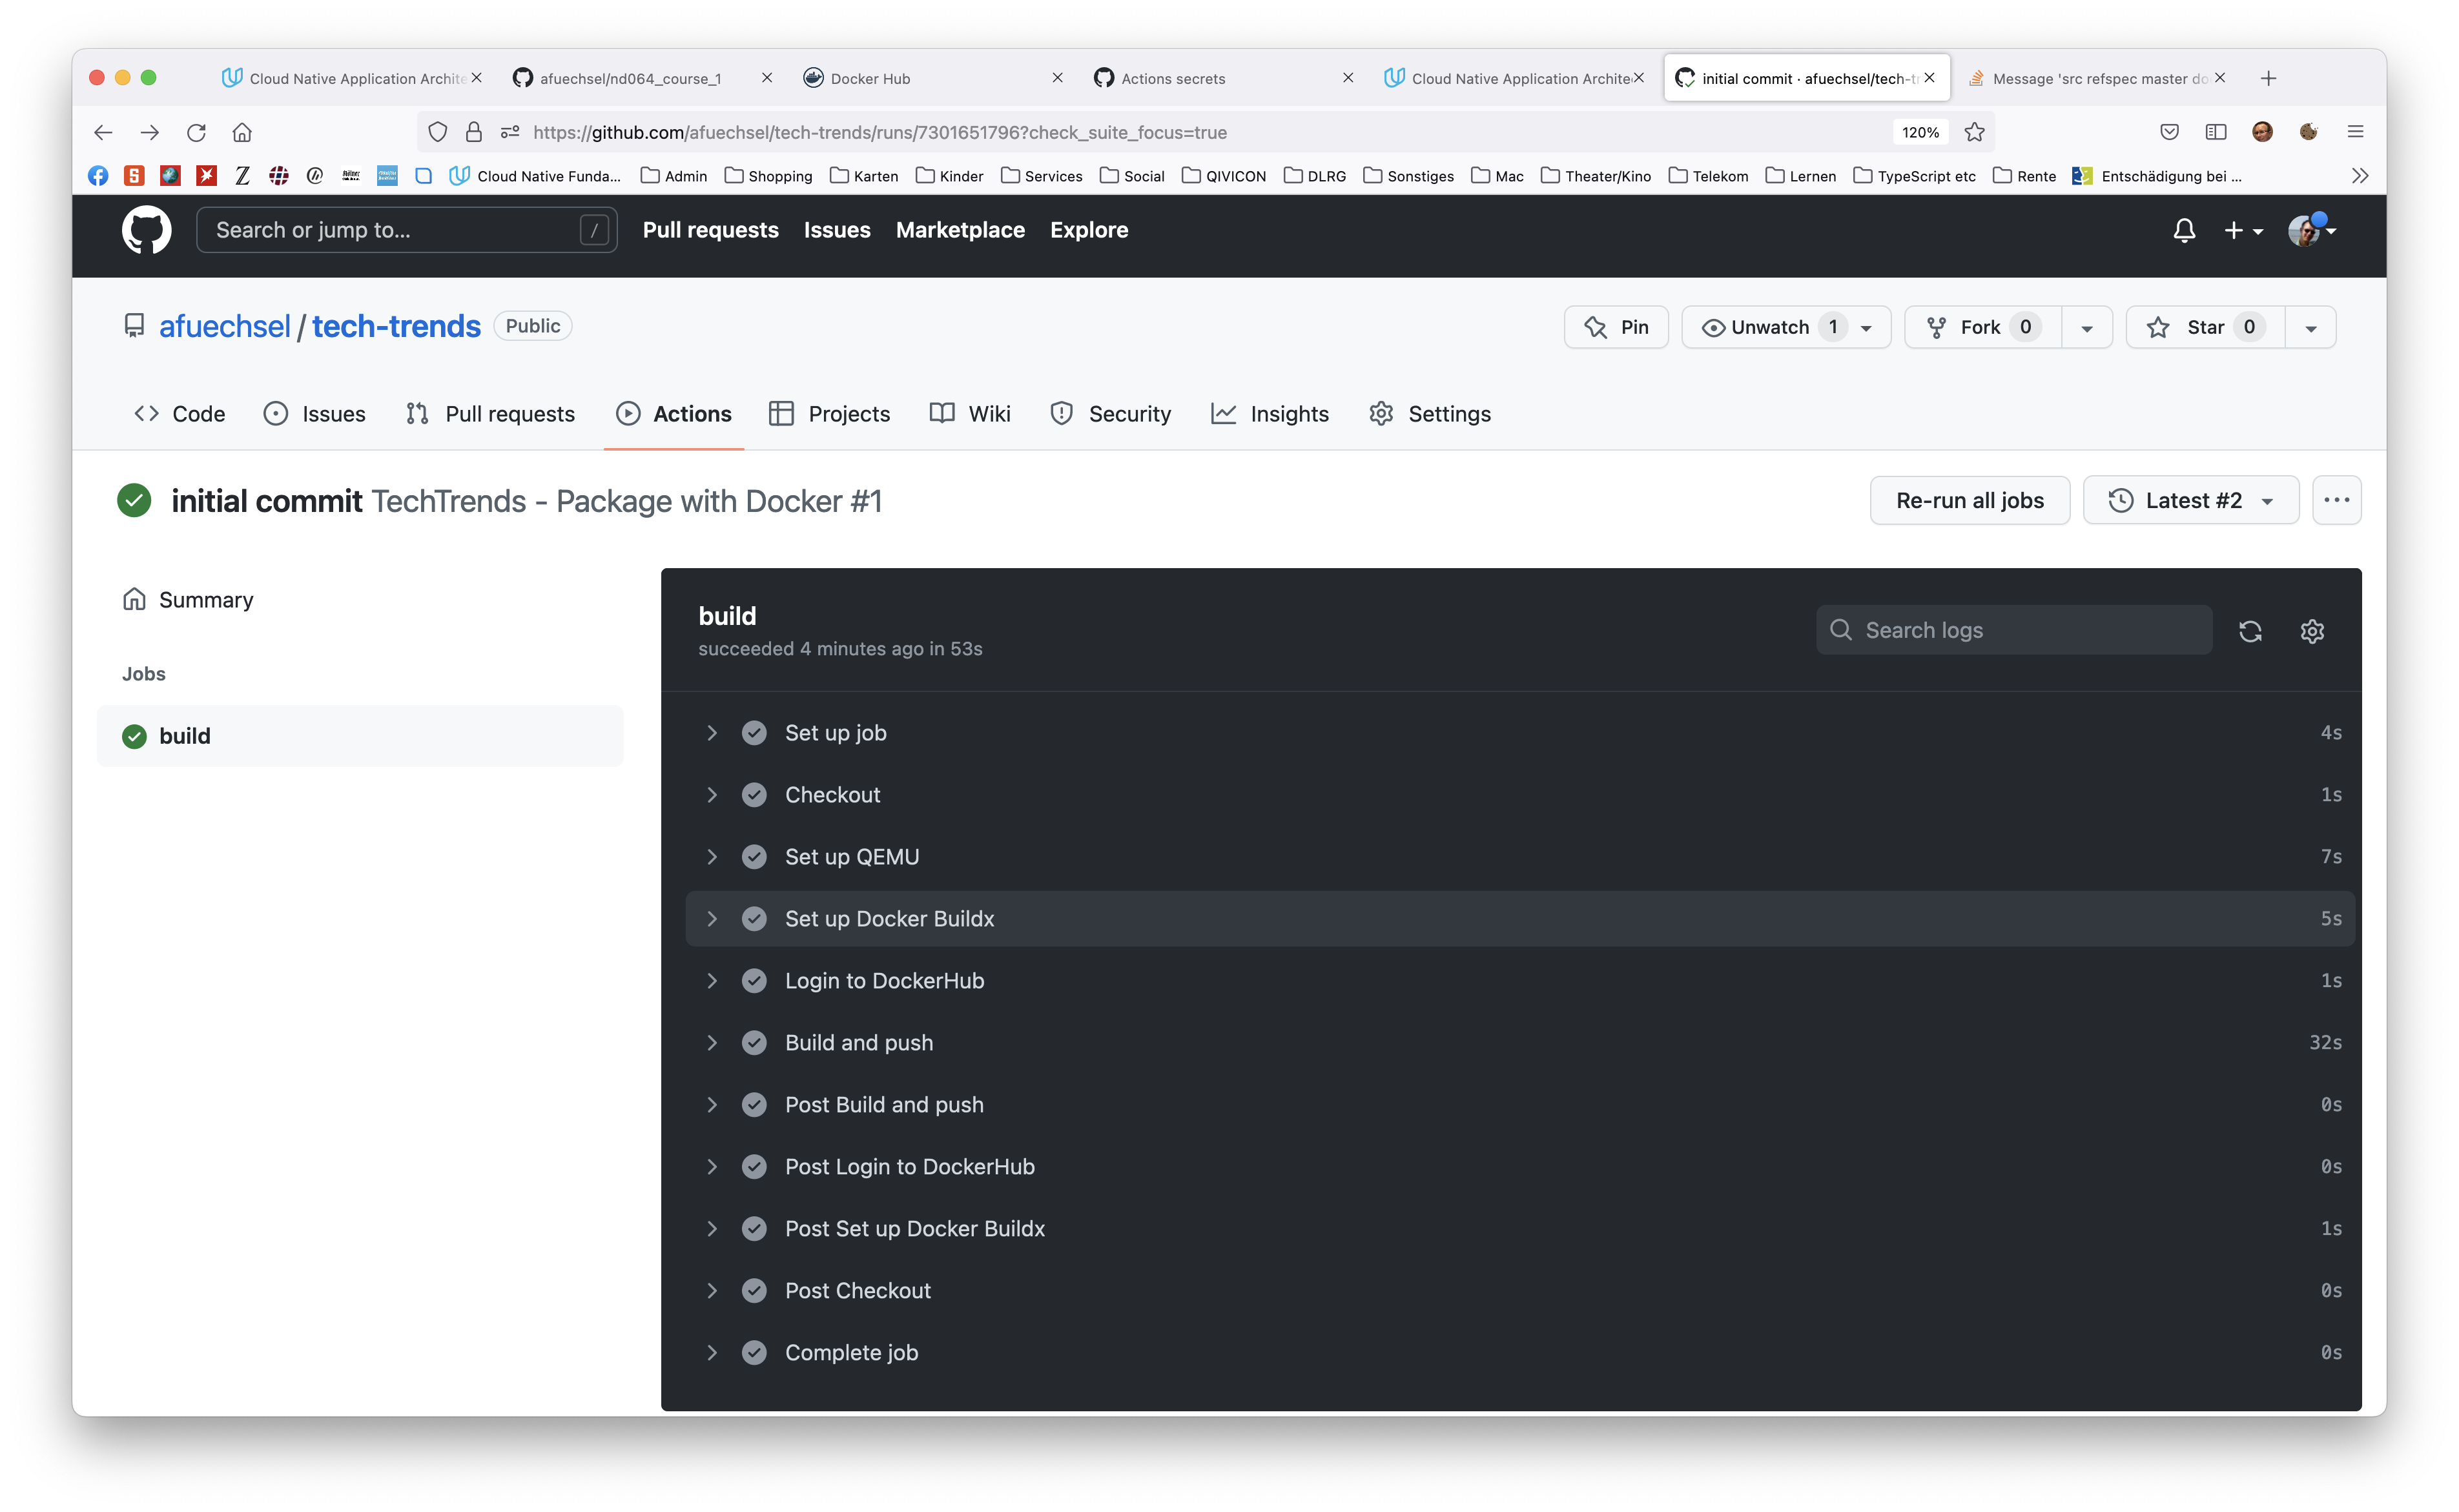 Cloud Native Application Archite
afuechsel/nd064_course_1
Docker Hub
Actions secrets
Cloud Native Application Archite
initial commit · afuechsel/tech-tr
Message 'src refspec master do
https://github.com/afuechsel/tech-trends/runs/7301651796?check_suite_focus=true
120%
Cloud Native Funda...
Admin
Shopping
Karten
Kinder
Services
Social
QIVICON
DLRG
Sonstiges
Mac
Theater/Kino
Telekom
Lernen
TypeScript etc
Rente
Entschädigung bei ...
Search or jump to...
/
Pull requests
Issues
Marketplace
Explore
afuechsel / tech-trends
Public
Pin
Unwatch 1
Fork 0
Star 0
Code
Issues
Pull requests
Actions
Projects
Wiki
Security
Insights
Settings
initial commit TechTrends - Package with Docker #1
Re-run all jobs
Latest #2
Summary
Jobs
build
build
succeeded 4 minutes ago in 53s
Search logs
Set up job 4s
Checkout 1s
Set up QEMU 7s
Set up Docker Buildx 5s
Login to DockerHub 1s
Build and push 32s
Post Build and push 0s
Post Login to DockerHub 0s
Post Set up Docker Buildx 1s
Post Checkout 0s
Complete job 0s